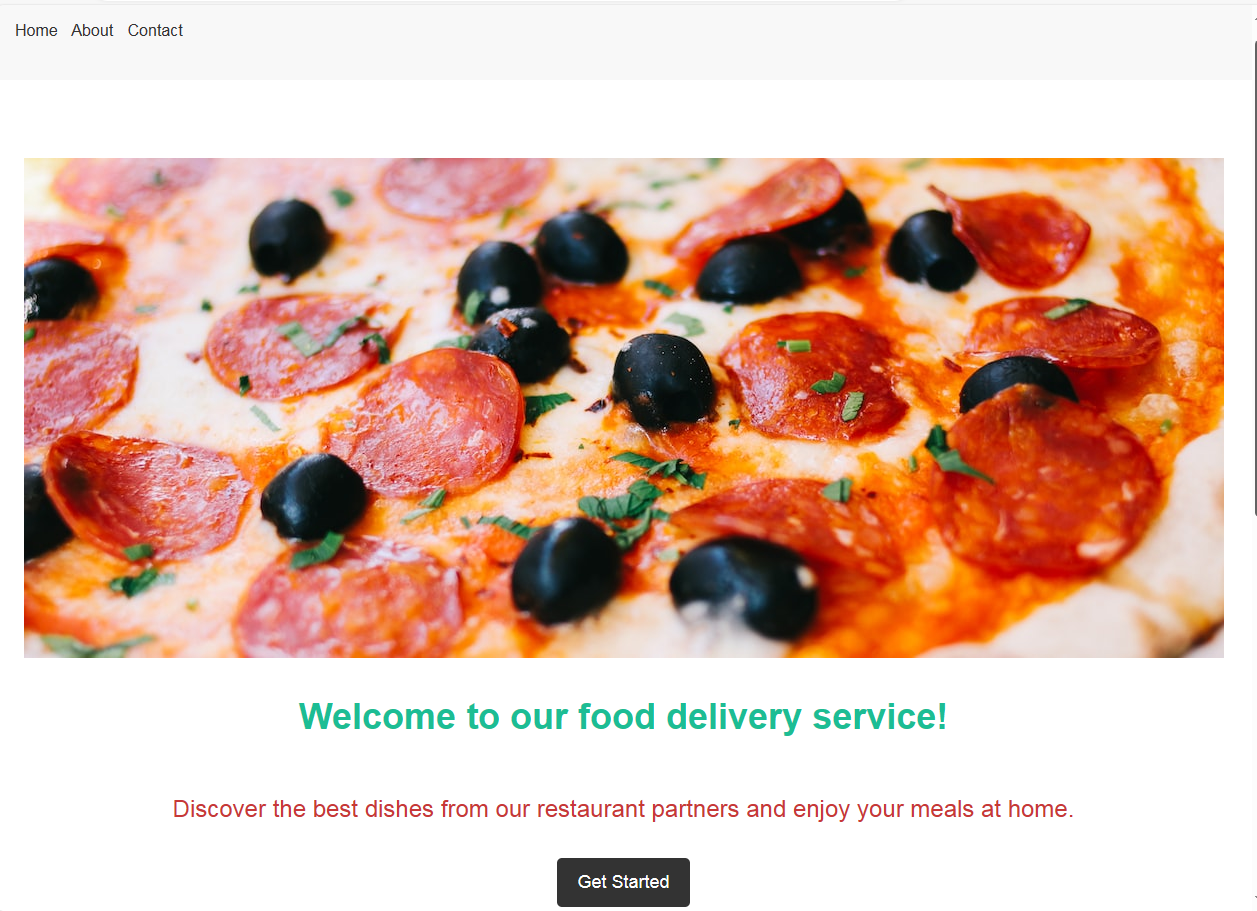 Home About Contact
Welcome to our food delivery service!
Discover the best dishes from our restaurant partners and enjoy your meals at home.
Get Started